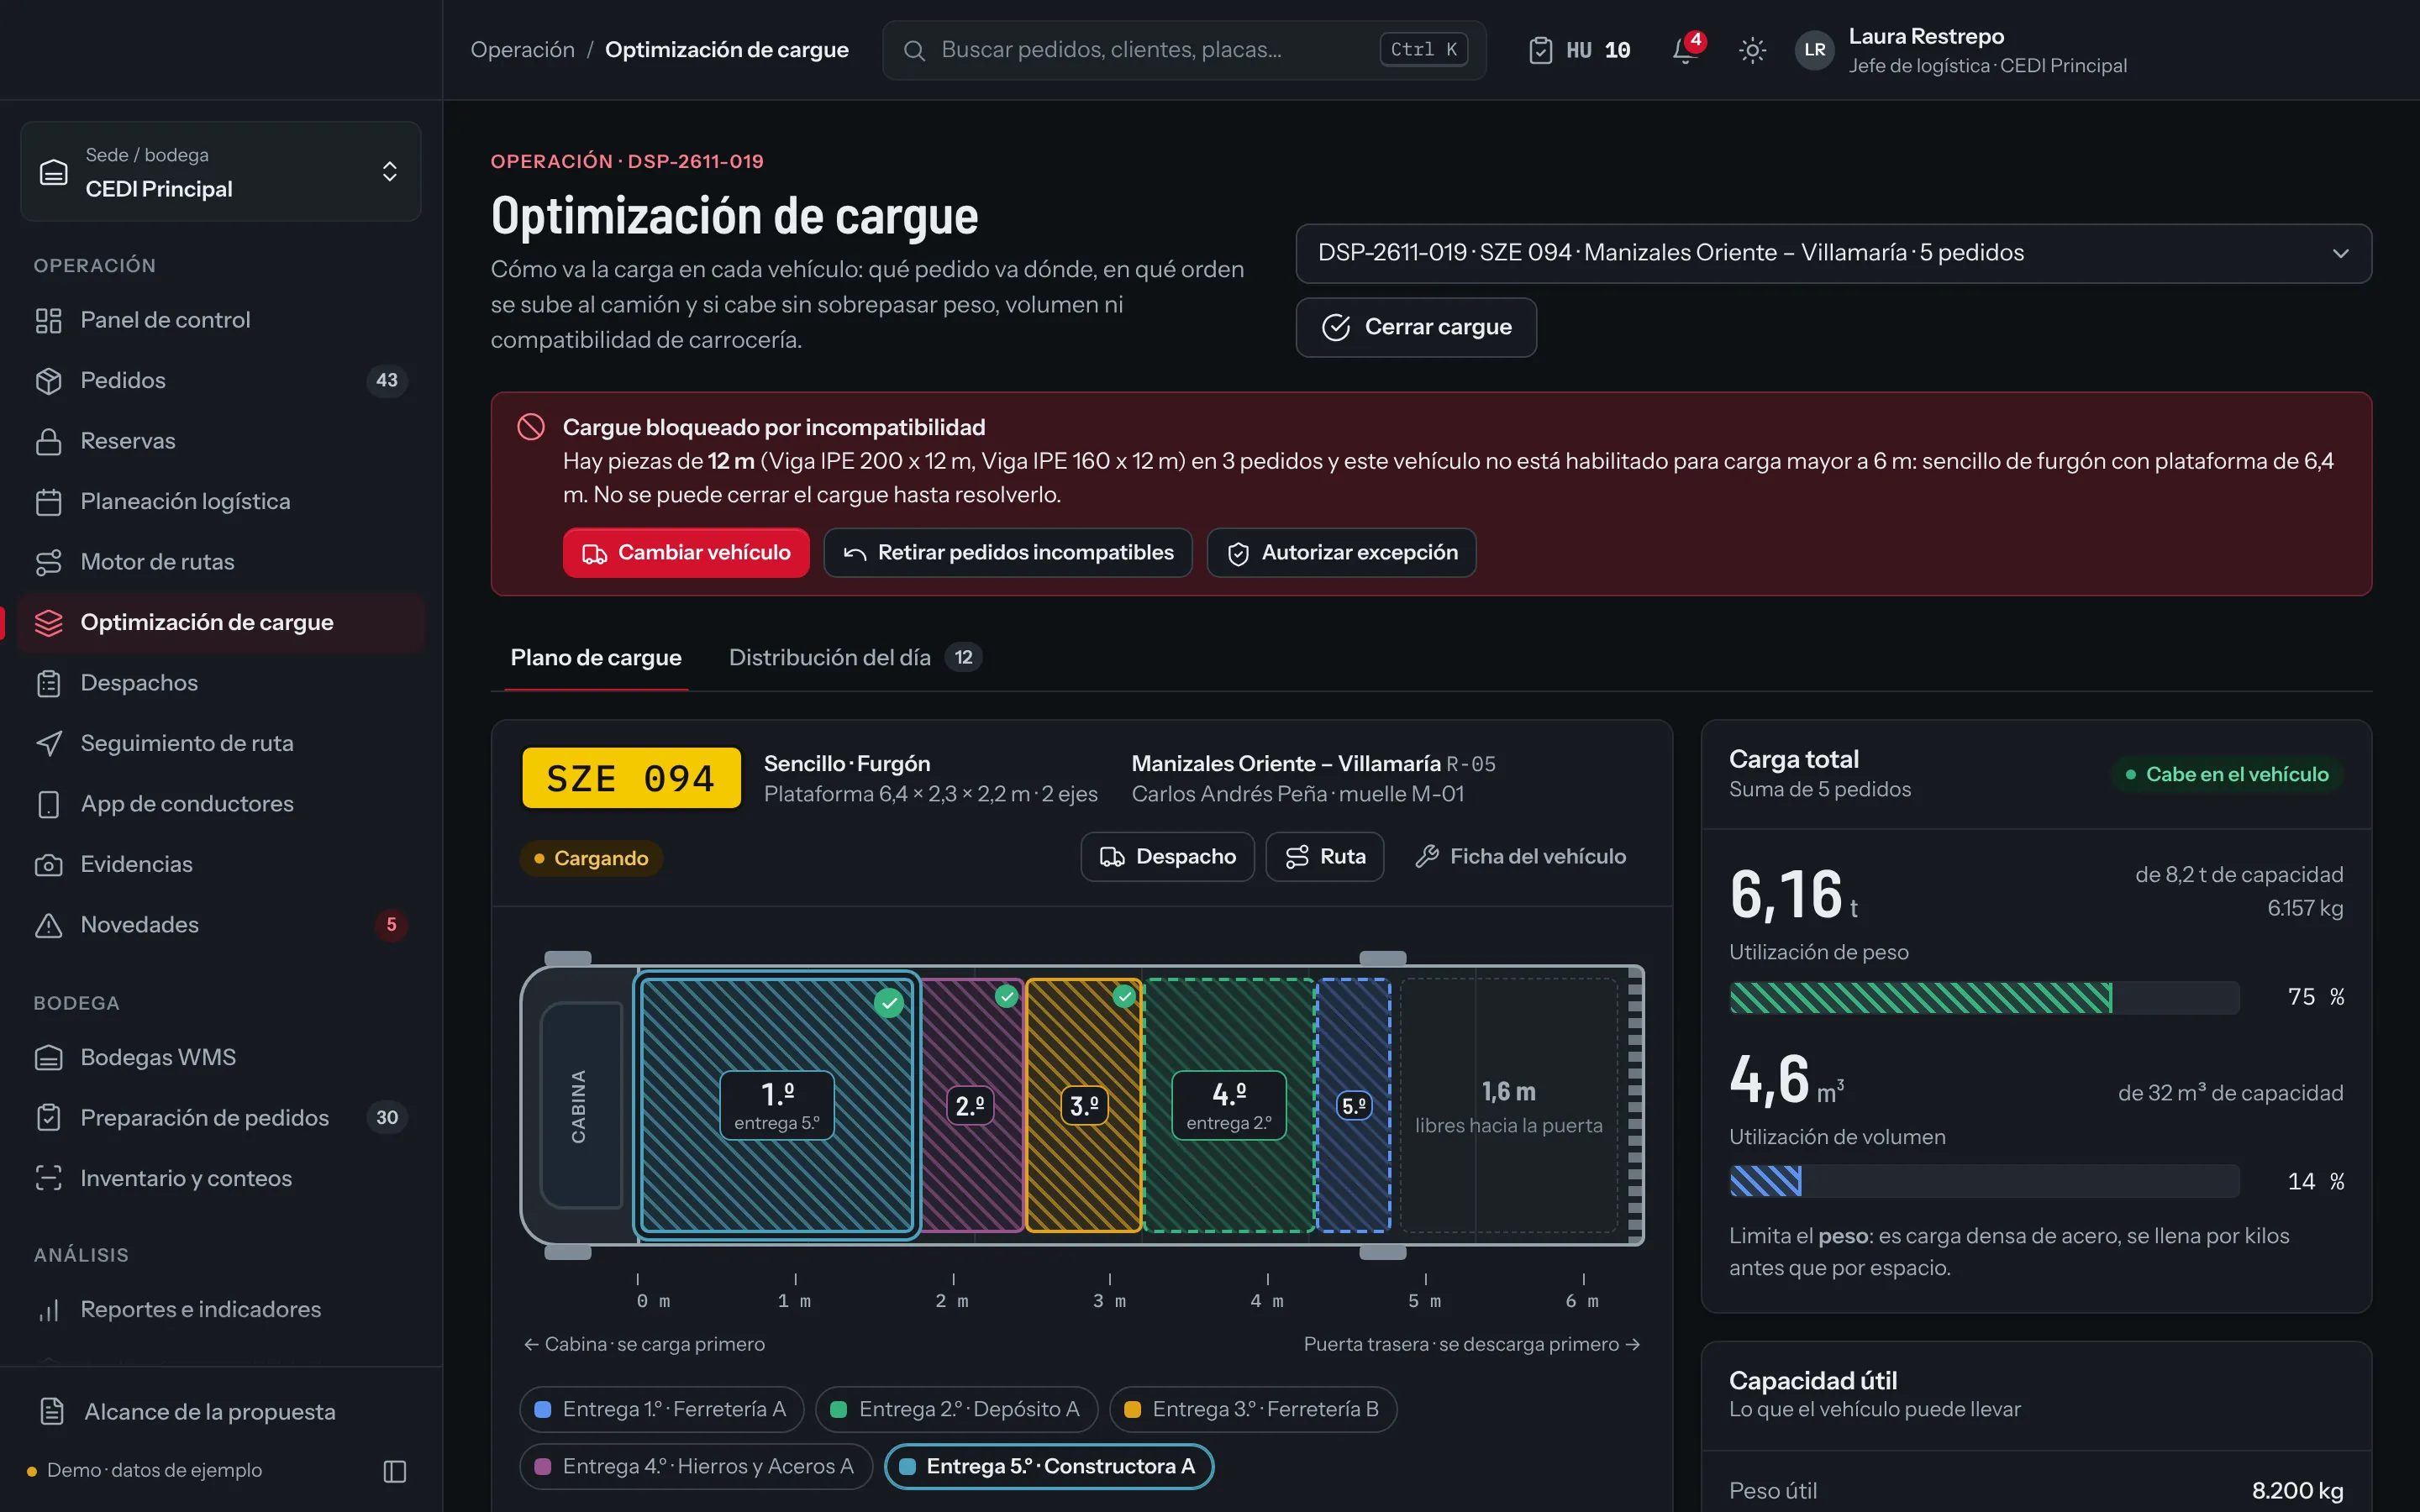 Operación / Optimización de cargue
Buscar pedidos, clientes, placas...
Ctrl K
HU 10
4
LR
Laura Restrepo
Jefe de logística · CEDI Principal
Sede / bodega
CEDI Principal
OPERACIÓN
Panel de control
Pedidos 43
Reservas
Planeación logística
Motor de rutas
Optimización de cargue
Despachos
Seguimiento de ruta
App de conductores
Evidencias
Novedades 5
BODEGA
Bodegas WMS
Preparación de pedidos 30
Inventario y conteos
ANÁLISIS
Reportes e indicadores
Alcance de la propuesta
Demo · datos de ejemplo
OPERACIÓN · DSP-2611-019
Optimización de cargue
Cómo va la carga en cada vehículo: qué pedido va dónde, en qué orden
se sube al camión y si cabe sin sobrepasar peso, volumen ni
compatibilidad de carrocería.
DSP-2611-019 · SZE 094 · Manizales Oriente – Villamaría · 5 pedidos
Cerrar cargue
Cargue bloqueado por incompatibilidad
Hay piezas de 12 m (Viga IPE 200 x 12 m, Viga IPE 160 x 12 m) en 3 pedidos y este vehículo no está habilitado para carga mayor a 6 m: sencillo de furgón con plataforma de 6,4
m. No se puede cerrar el cargue hasta resolverlo.
Cambiar vehículo
Retirar pedidos incompatibles
Autorizar excepción
Plano de cargue
Distribución del día 12
SZE 094
Sencillo · Furgón
Plataforma 6,4 × 2,3 × 2,2 m · 2 ejes
Manizales Oriente – Villamaría R-05
Carlos Andrés Peña · muelle M-01
Cargando
Despacho
Ruta
Ficha del vehículo
CABINA
1.º
entrega 5.º
2.º
3.º
4.º
entrega 2.º
5.º
1,6 m
libres hacia la puerta
0 m
1 m
2 m
3 m
4 m
5 m
6 m
← Cabina · se carga primero
Puerta trasera · se descarga primero →
Entrega 1.º · Ferretería A
Entrega 2.º · Depósito A
Entrega 3.º · Ferretería B
Entrega 4.º · Hierros y Aceros A
Entrega 5.º · Constructora A
Carga total
Suma de 5 pedidos
Cabe en el vehículo
6,16 t
de 8,2 t de capacidad
6.157 kg
Utilización de peso
75 %
4,6 m³
de 32 m³ de capacidad
Utilización de volumen
14 %
Limita el peso: es carga densa de acero, se llena por kilos
antes que por espacio.
Capacidad útil
Lo que el vehículo puede llevar
Peso útil
8.200 kg